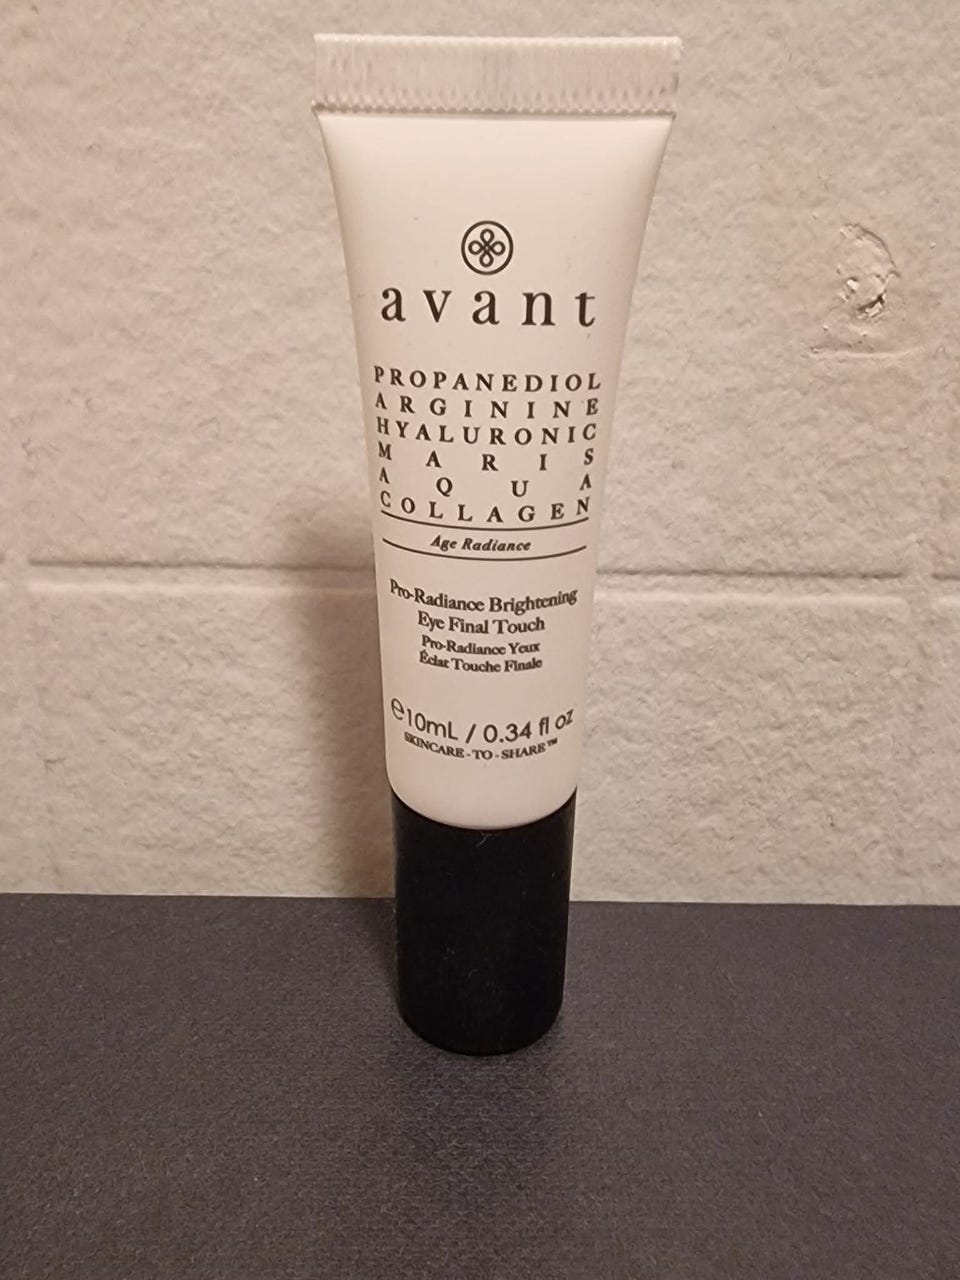 avant
PROPANEDIOL
ARGININE
HYALURONIC
MARIS
AQUA
COLLAGEN
Age Radiance
Pro-Radiance Brightening
Eye Final Touch
Pro-Radiance Yeux
Éclat Touche Finale
℮10mL / 0.34 fl oz
SKINCARE-TO-SHARE™